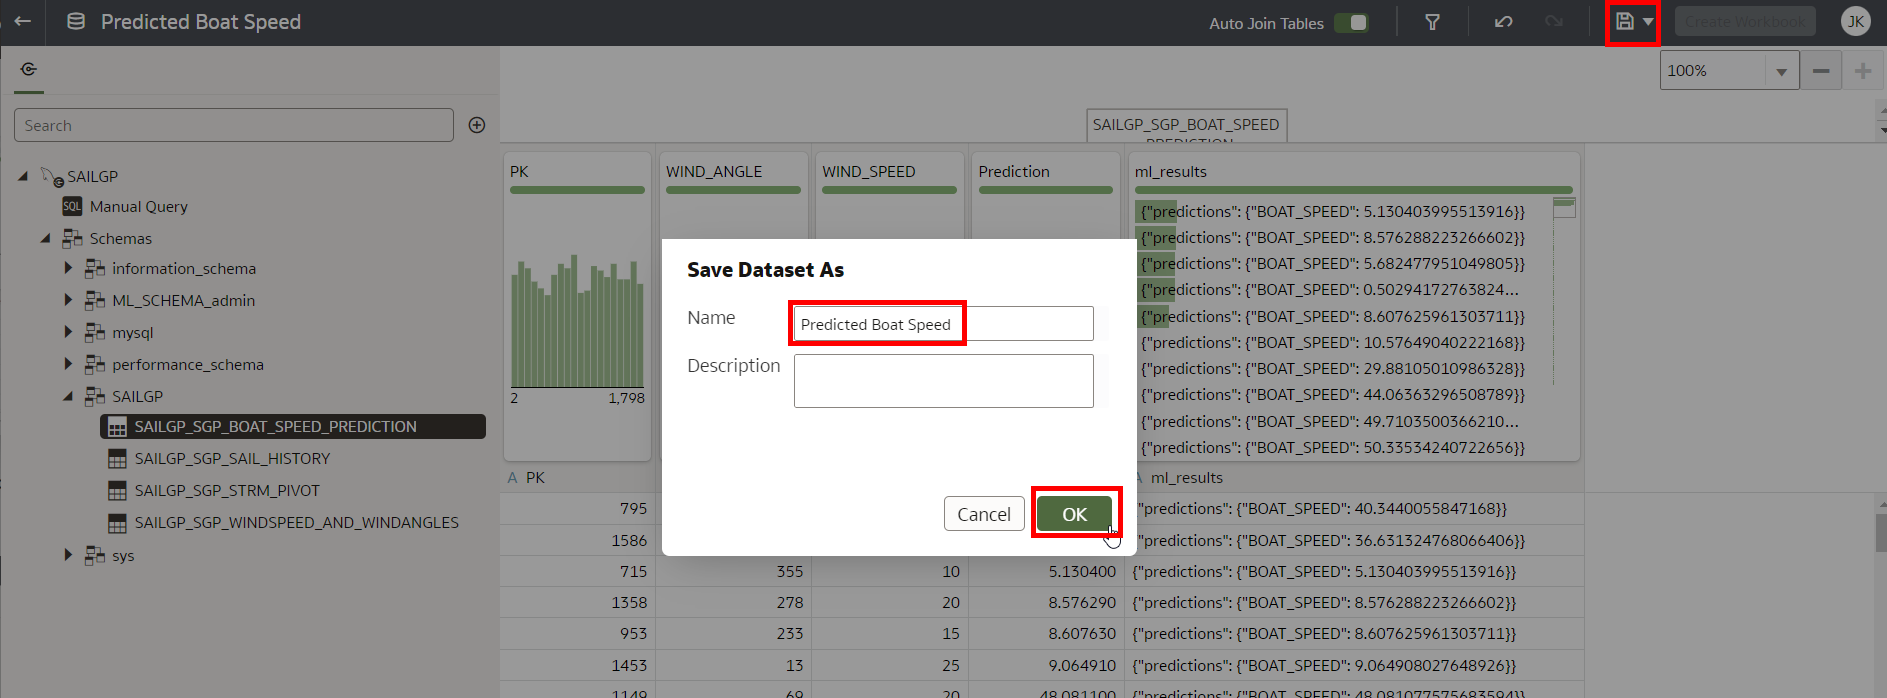 Predicted Boat Speed
Auto Join Tables
Create Workbook
JK
100%
Search
SAILGP
SQL Manual Query
Schemas
information_schema
ML_SCHEMA_admin
mysql
performance_schema
SAILGP
SAILGP_SGP_BOAT_SPEED_PREDICTION
SAILGP_SGP_SAIL_HISTORY
SAILGP_SGP_STRM_PIVOT
SAILGP_SGP_WINDSPEED_AND_WINDANGLES
sys
SAILGP_SGP_BOAT_SPEED
PREDICTION
PK WIND_ANGLE WIND_SPEED Prediction ml_results
{"predictions": {"BOAT_SPEED": 5.130403995513916}}
{"predictions": {"BOAT_SPEED": 8.576288223266602}}
{"predictions": {"BOAT_SPEED": 5.682477951049805}}
{"predictions": {"BOAT_SPEED": 0.50294172763824...
{"predictions": {"BOAT_SPEED": 8.607625961303711}}
{"predictions": {"BOAT_SPEED": 10.57649040222168}}
{"predictions": {"BOAT_SPEED": 29.88105010986328}}
{"predictions": {"BOAT_SPEED": 44.06363296508789}}
{"predictions": {"BOAT_SPEED": 49.7103500366210...
{"predictions": {"BOAT_SPEED": 50.33534240722656}}
2 1,798
Save Dataset As
Name Predicted Boat Speed
Description
Cancel OK
A PK A ml_results
795 "predictions": {"BOAT_SPEED": 40.3440055847168}}
1586 "predictions": {"BOAT_SPEED": 36.631324768066406}}
715 355 10 5.130400 {"predictions": {"BOAT_SPEED": 5.130403995513916}}
1358 278 20 8.576290 {"predictions": {"BOAT_SPEED": 8.576288223266602}}
953 233 15 8.607630 {"predictions": {"BOAT_SPEED": 8.607625961303711}}
1453 13 25 9.064910 {"predictions": {"BOAT_SPEED": 9.064908027648926}}
1149 69 20 48.081100 {"predictions": {"BOAT_SPEED": 48.081077575683594}}